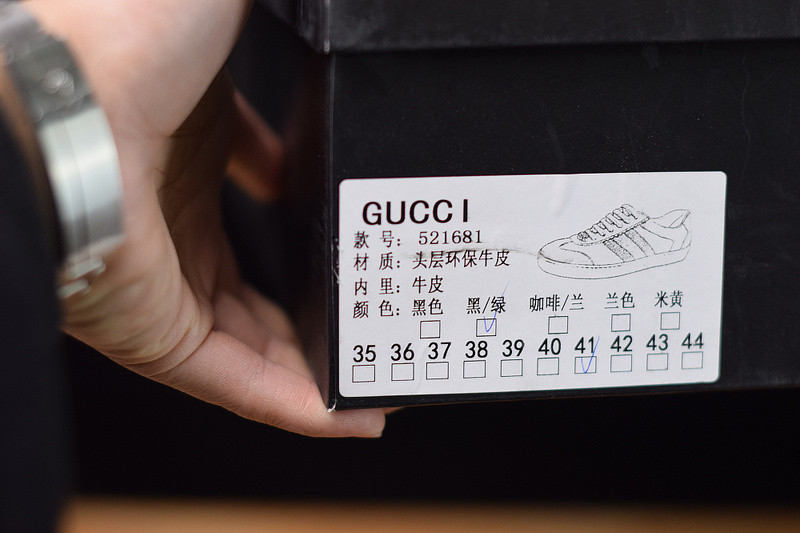 GUCCI
款 号: 521681
材 质: 头层环保牛皮
内 里: 牛皮
颜 色: 黑色 黑/绿 咖啡/兰 兰色 米黄
35 36 37 38 39 40 41 42 43 44